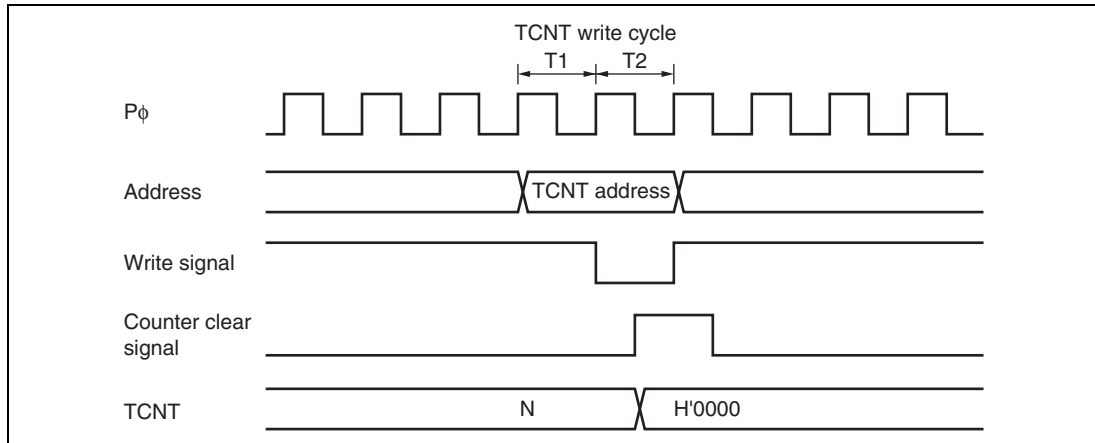 TCNT write cycle
T1 T2
Pϕ
Address
TCNT address
Write signal
Counter clear
signal
TCNT
N
H'0000